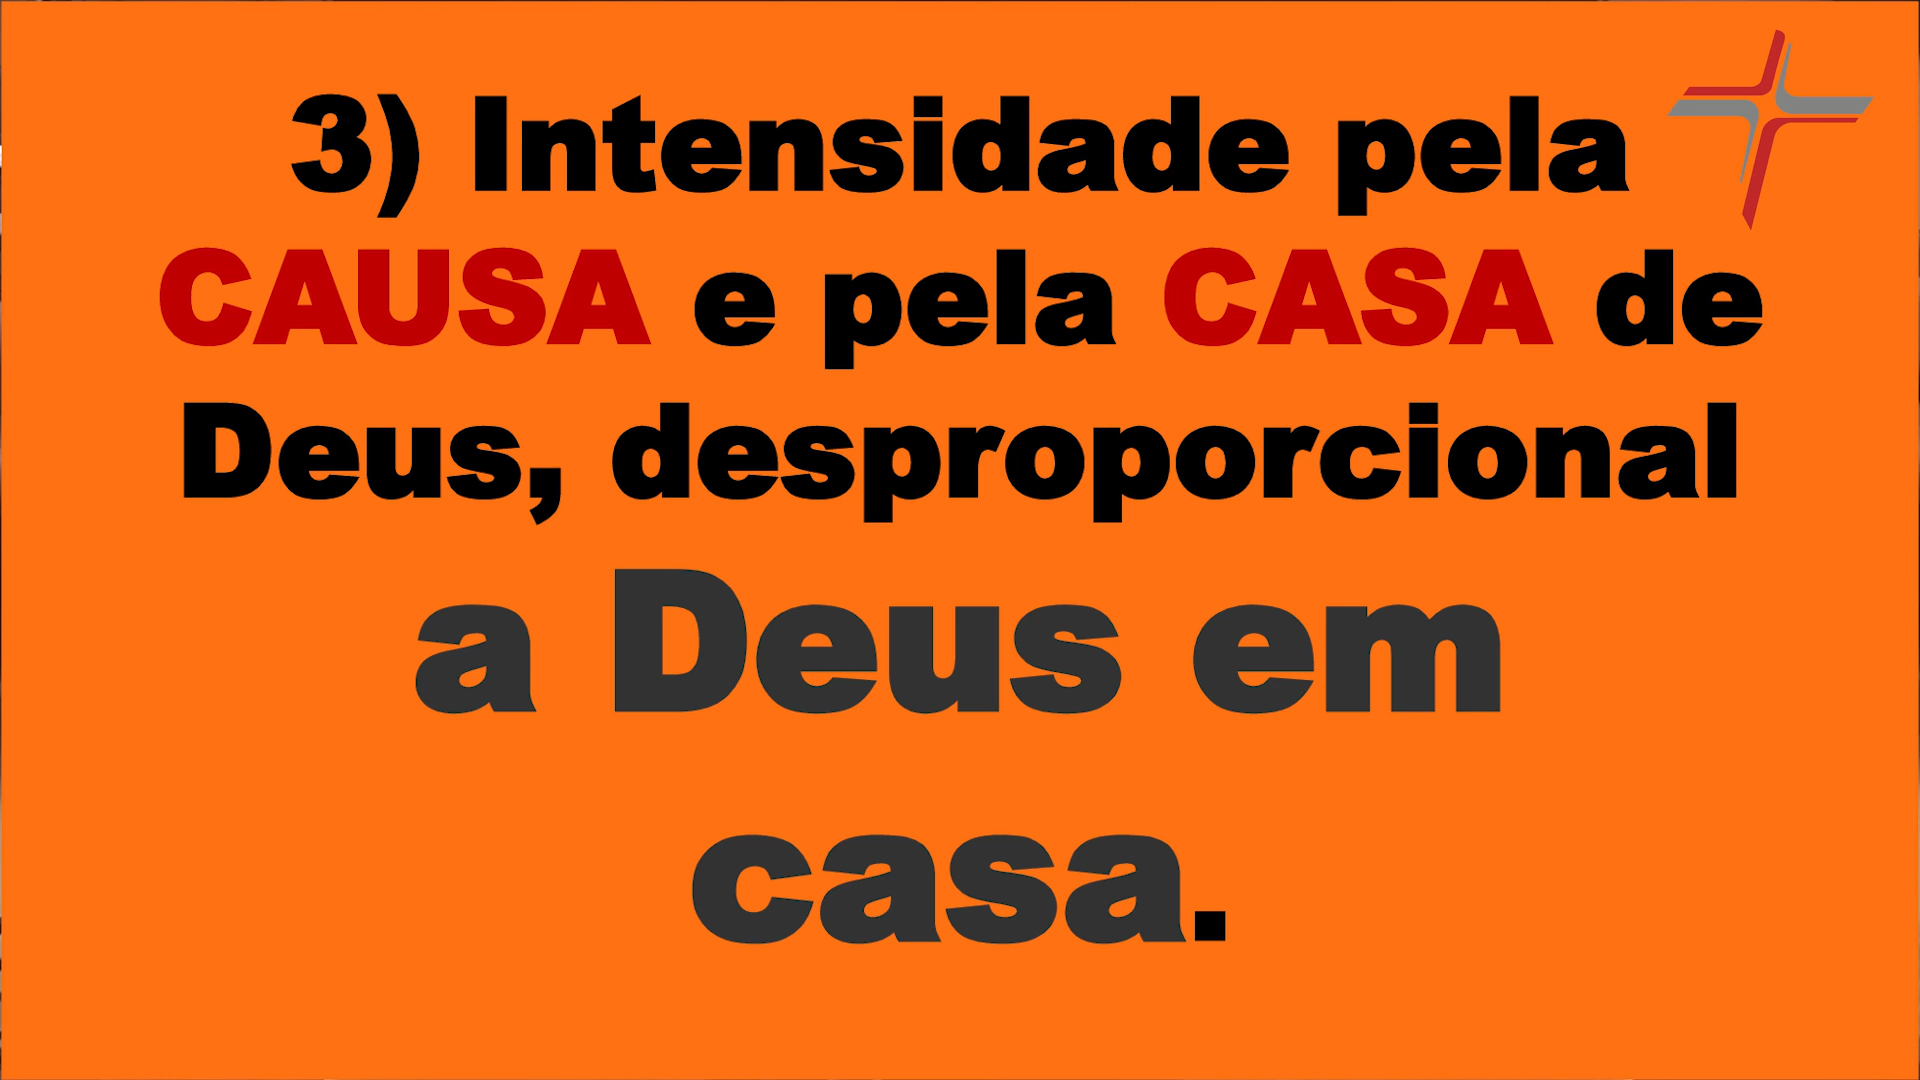 3) Intensidade pela
CAUSA e pela CASA de
Deus, desproporcional
a Deus em
casa.